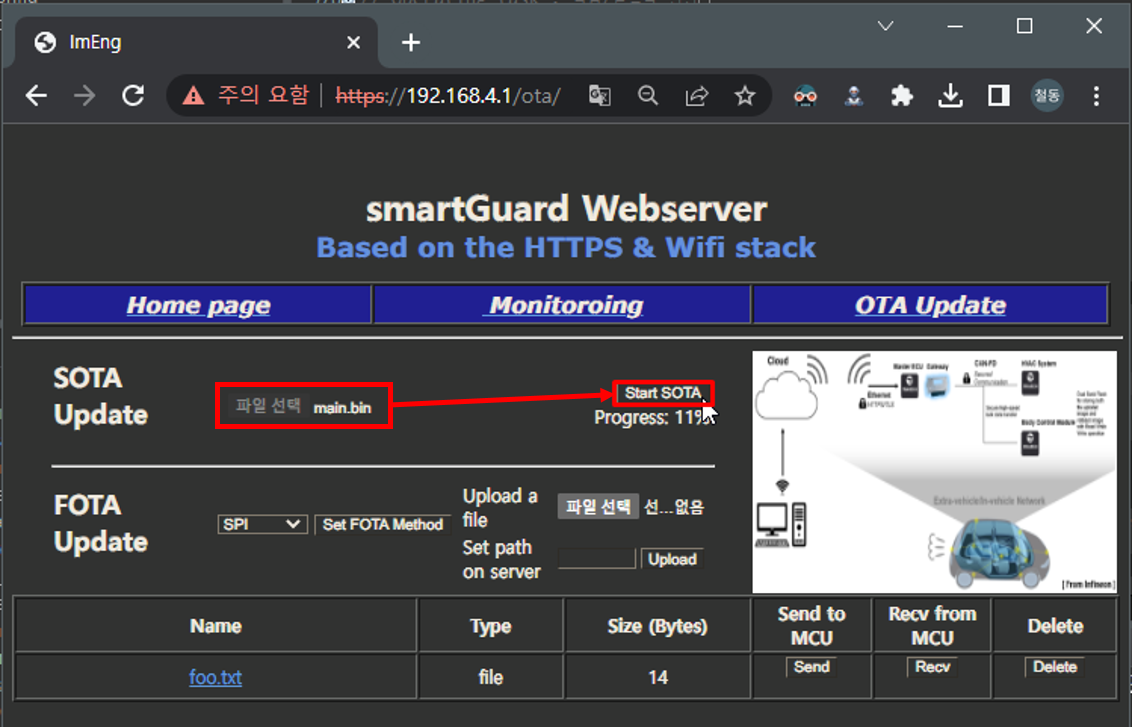 ImEng
주의 요함
https://192.168.4.1/ota/
철동
smartGuard Webserver
Based on the HTTPS & Wifi stack
Home page
Monitoroing
OTA Update
SOTA
Update
파일 선택 main.bin
Start SOTA
Progress: 11%
FOTA
Update
SPI
Set FOTA Method
Upload a
file
파일 선택 선...없음
Set path
on server
Upload
Cloud
Ethernet
HTTPS/TLS
Gateway
CAN-FD
Secured
Communication
HVAC System
Body Control Module
Extra-vehicle/In-vehicle Network
[ From Infineon ]
Name
Type
Size (Bytes)
Send to
MCU
Recv from
MCU
Delete
foo.txt
file
14
Send
Recv
Delete